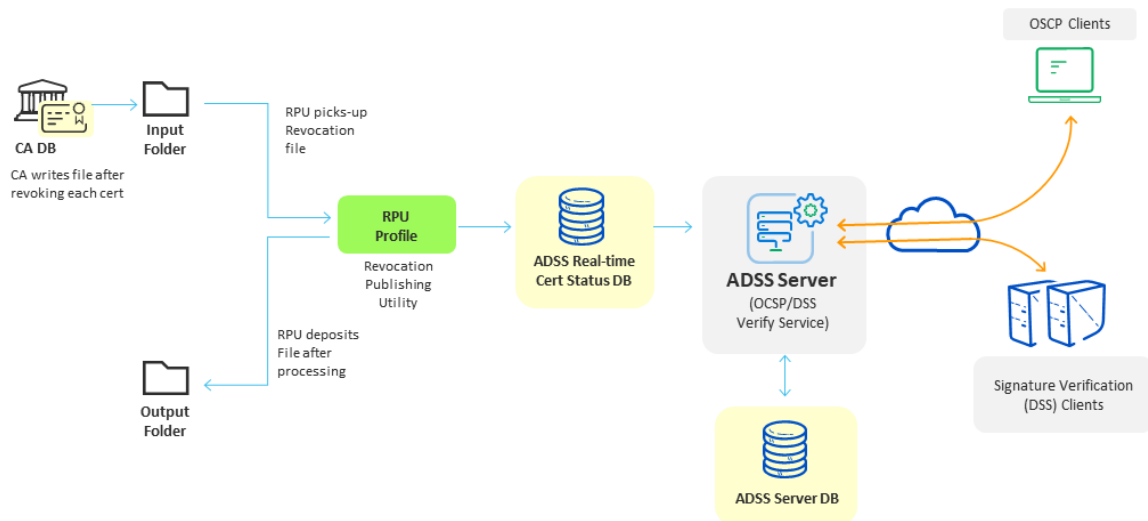 OSCP Clients
CA DB
CA writes file after
revoking each cert
Input
Folder
RPU picks-up
Revocation
file
RPU
Profile
Revocation
Publishing
Utility
RPU deposits
File after
processing
Output
Folder
ADSS Real-time
Cert Status DB
ADSS Server
(OCSP/DSS
Verify Service)
ADSS Server DB
Signature Verification
(DSS) Clients